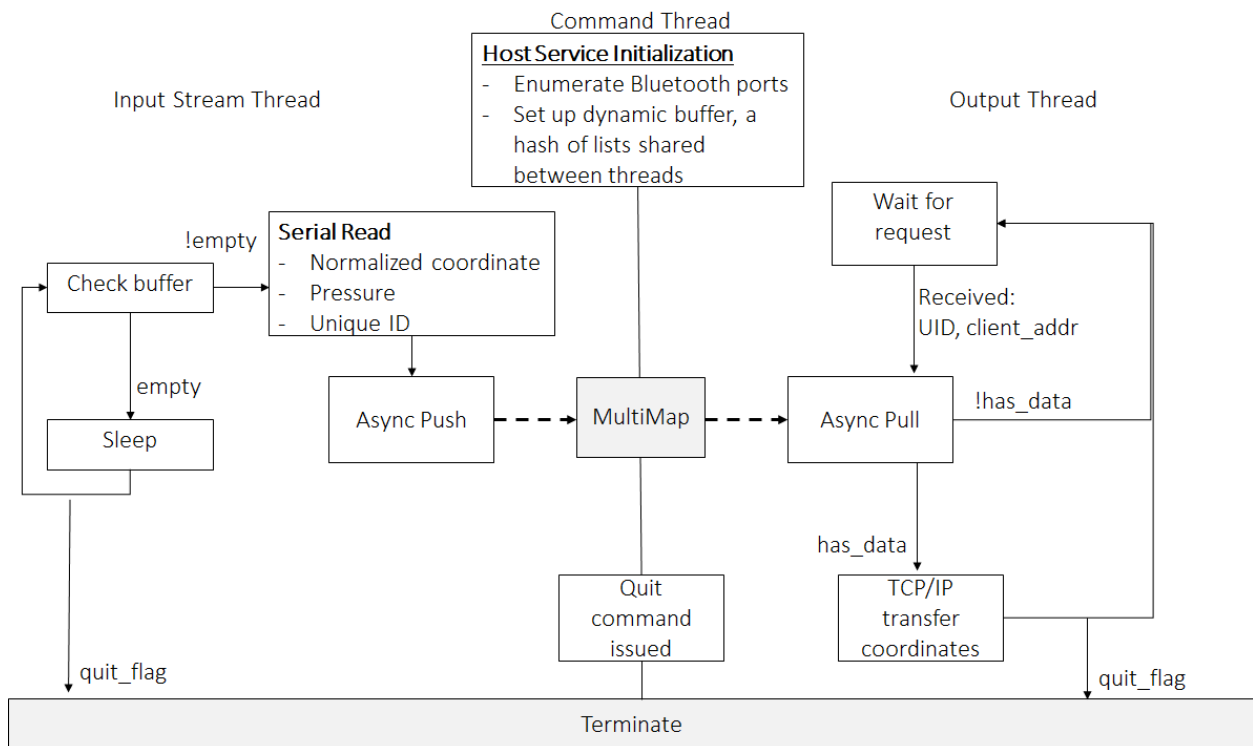 Command Thread
Host Service Initialization
- Enumerate Bluetooth ports
- Set up dynamic buffer, a
hash of lists shared
between threads
Input Stream Thread
Output Thread
Wait for
request
!empty
Serial Read
- Normalized coordinate
- Pressure
- Unique ID
Check buffer
Received:
UID, client_addr
empty
Sleep
Async Push
MultiMap
Async Pull
!has_data
has_data
Quit
command
issued
TCP/IP
transfer
coordinates
quit_flag
quit_flag
Terminate